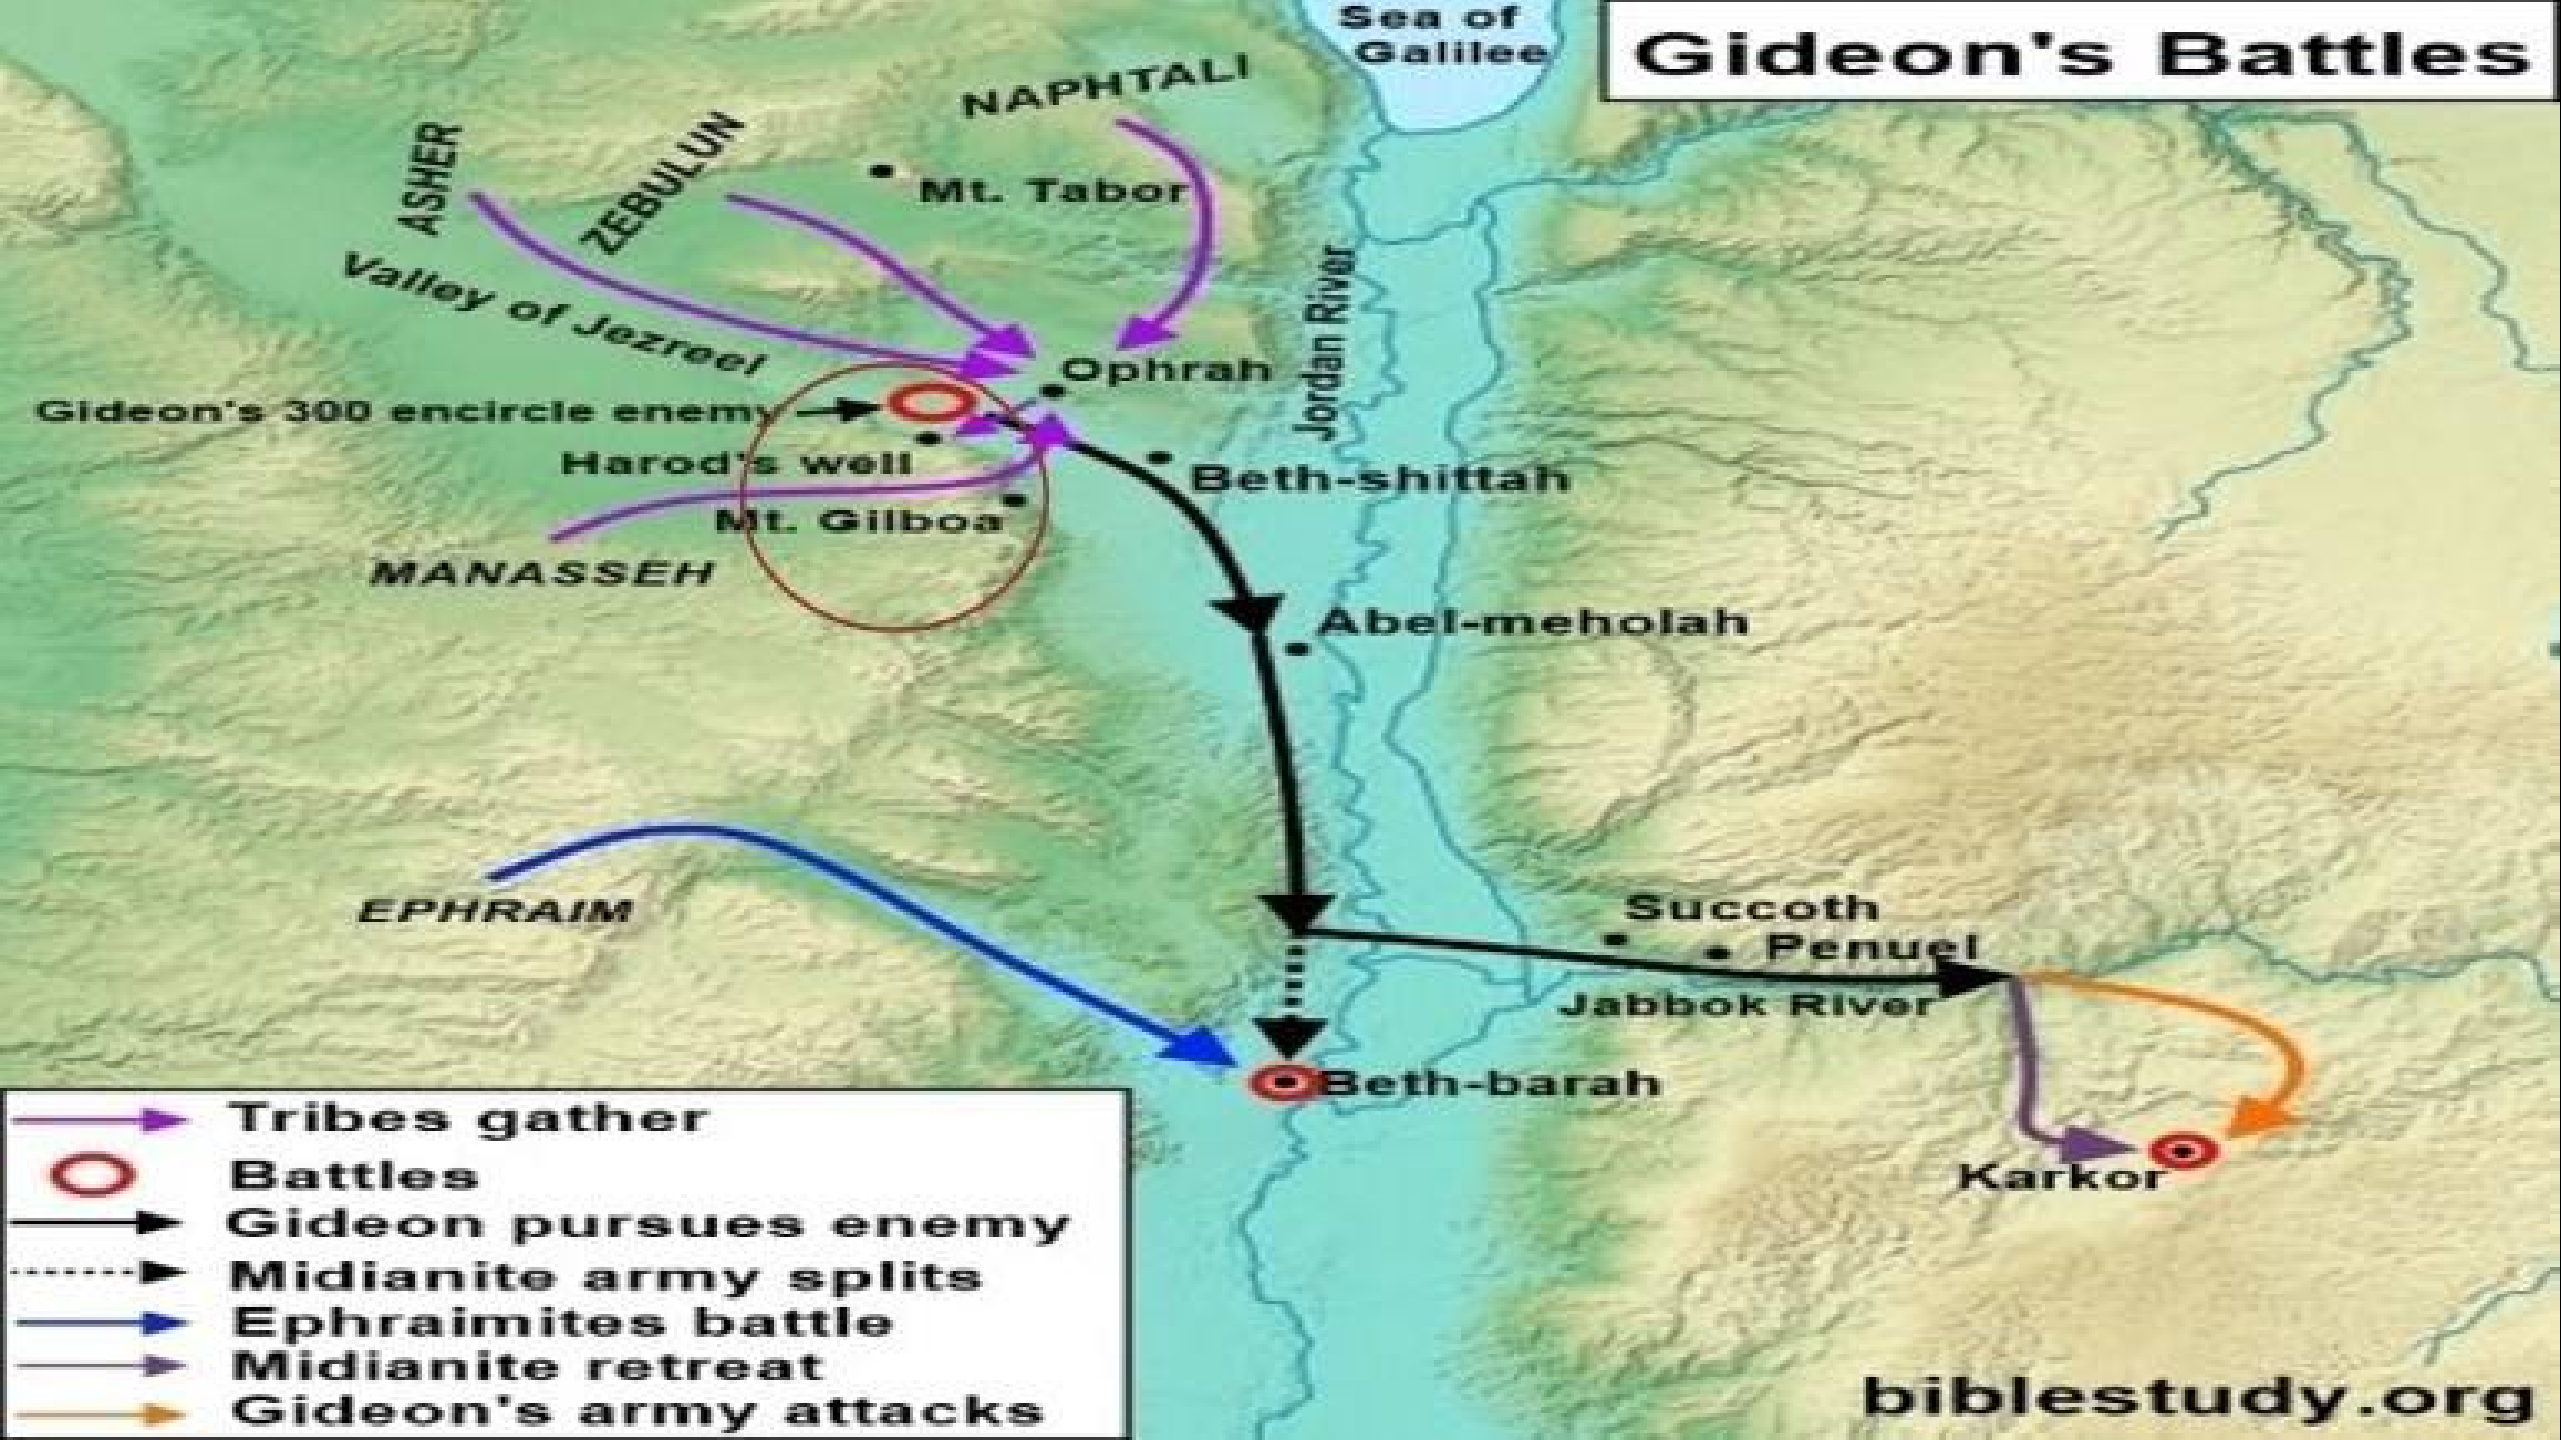 Sea of
Galilee
Gideon's Battles
NAPHTALI
ASHER
ZEBULUN
Mt. Tabor
Valley of Jezreel
Jordan River
Ophrah
Gideon's 300 encircle enemy
Harod's well
Beth-shittah
Mt. Gilboa
MANASSEH
Abel-meholah
EPHRAIM
Succoth
Penuel
Jabbok River
Beth-barah
Karkor
Tribes gather
Battles
Gideon pursues enemy
Midianite army splits
Ephraimites battle
Midianite retreat
Gideon's army attacks
biblestudy.org